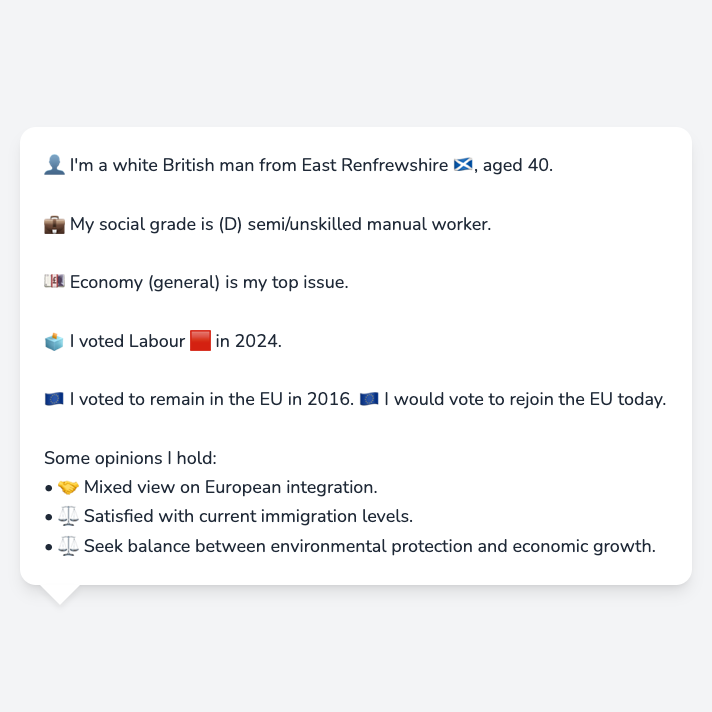 👤 I'm a white British man from East Renfrewshire 🏴󠁧󠁢󠁳󠁣󠁴󠁿, aged 40.
💼 My social grade is (D) semi/unskilled manual worker.
💷 Economy (general) is my top issue.
🗳️ I voted Labour 🟥 in 2024.
🇪🇺 I voted to remain in the EU in 2016. 🇪🇺 I would vote to rejoin the EU today.
Some opinions I hold:
• 🤝 Mixed view on European integration.
• ⚖️ Satisfied with current immigration levels.
• ⚖️ Seek balance between environmental protection and economic growth.